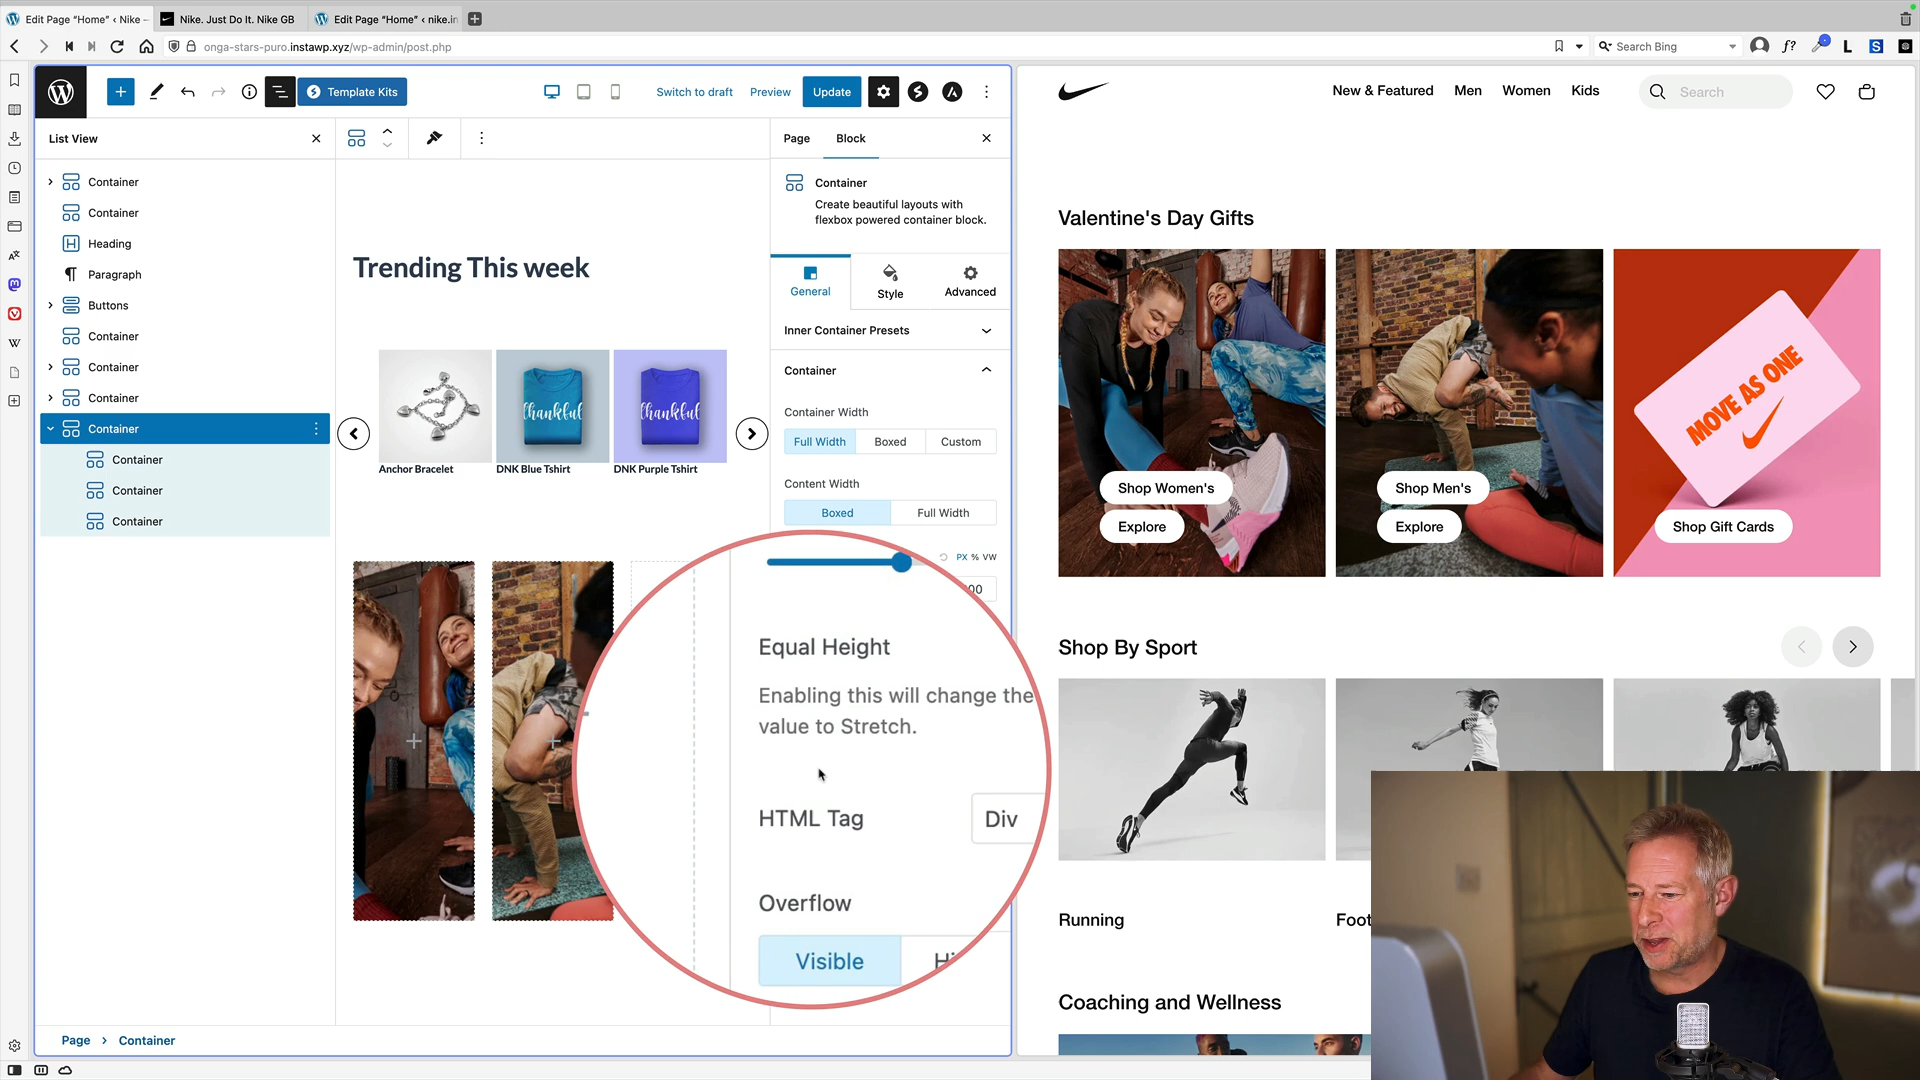 Edit Page “Home” ‹ Nike –
Nike. Just Do It. Nike GB
Edit Page “Home” ‹ nike.in
onga-stars-puro.instawp.xyz/wp-admin/post.php
Search Bing
f?
L
S
Template Kits
Switch to draft
Preview
Update
List View
Container
Container
Heading
Paragraph
Buttons
Container
Container
Container
Container
Container
Container
Container
Page
Container
Trending This week
thankful
thankful
Anchor Bracelet
DNK Blue Tshirt
DNK Purple Tshirt
Page
Block
Container
Create beautiful layouts with
flexbox powered container block.
General
Style
Advanced
Inner Container Presets
Container
Container Width
Full Width
Boxed
Custom
Content Width
Boxed
Full Width
PX % VW
00
Equal Height
Enabling this will change the
value to Stretch.
HTML Tag
Div
Overflow
Visible
New & Featured
Men
Women
Kids
Search
Valentine's Day Gifts
Shop Women's
Explore
Shop Men's
Explore
MOVE AS ONE
Shop Gift Cards
Shop By Sport
Running
Foot
Coaching and Wellness